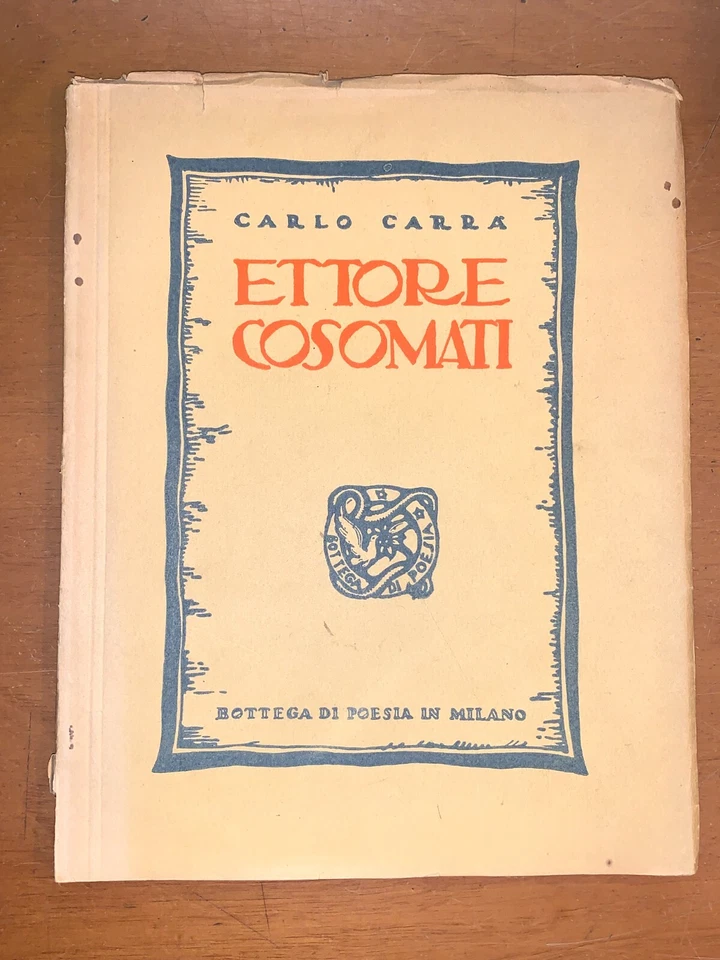 CARLO CARRÀ
ETTORE
COSOMATI
BOTTEGA DI POESIA
BOTTEGA DI POESIA IN MILANO